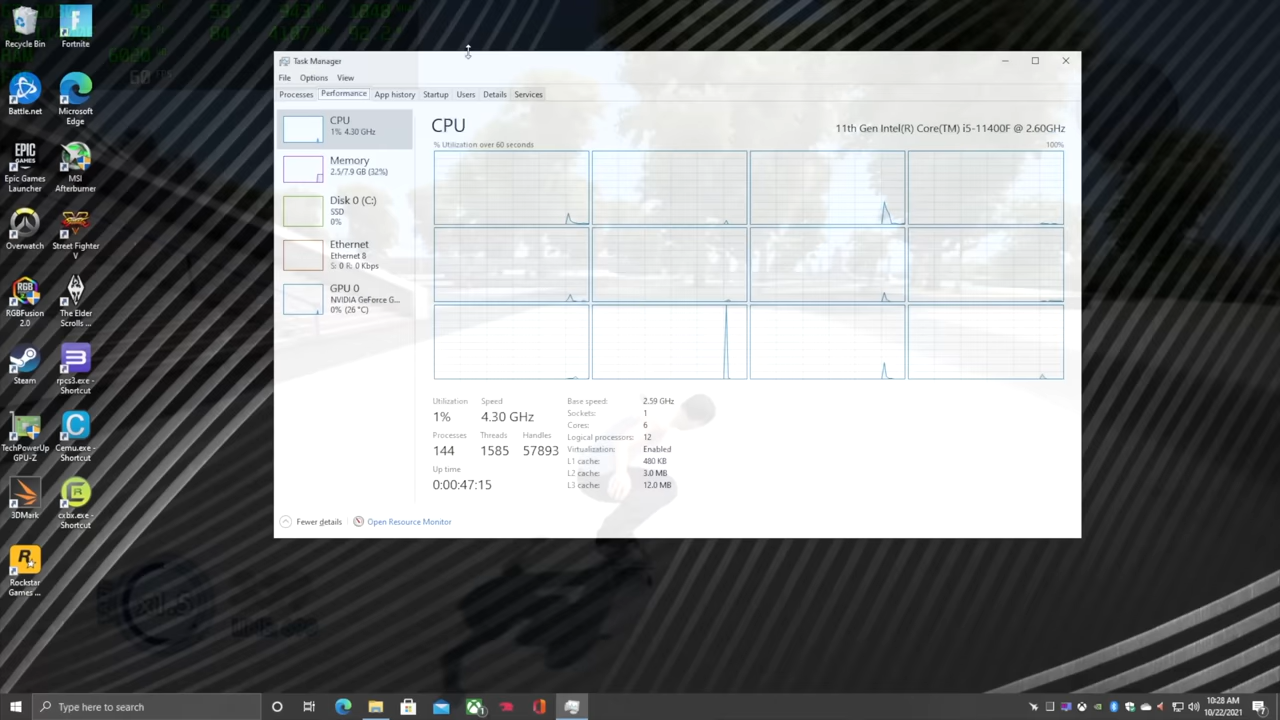 Recycle Bin
Fortnite
Battle.net
Microsoft
Edge
EPIC
GAMES
Epic Games
Launcher
MSI
Afterburner
Overwatch
Street Fighter
V
RGB
RGBFusion
2.0
The Elder
Scrolls ...
Steam
rpcs3.exe -
Shortcut
TechPowerUp
GPU-Z
Cemu.exe -
Shortcut
3DMark
cxbx.exe -
Shortcut
Rockstar
Games ...
60
Task Manager
File Options View
Processes Performance App history Startup Users Details Services
CPU
1% 4.30 GHz
Memory
2.5/7.9 GB (32%)
Disk 0 (C:)
SSD
0%
Ethernet
Ethernet 8
S: 0 R: 0 Kbps
GPU 0
NVIDIA GeForce G...
0% (26 °C)
CPU
11th Gen Intel(R) Core(TM) i5-11400F @ 2.60GHz
% Utilization over 60 seconds
100%
Utilization Speed
1% 4.30 GHz
Processes Threads Handles
144 1585 57893
Up time
0:00:47:15
Base speed: 2.59 GHz
Sockets: 1
Cores: 6
Logical processors: 12
Virtualization: Enabled
L1 cache: 480 KB
L2 cache: 3.0 MB
L3 cache: 12.0 MB
Fewer details
Open Resource Monitor
Type here to search
10:28 AM
10/22/2021